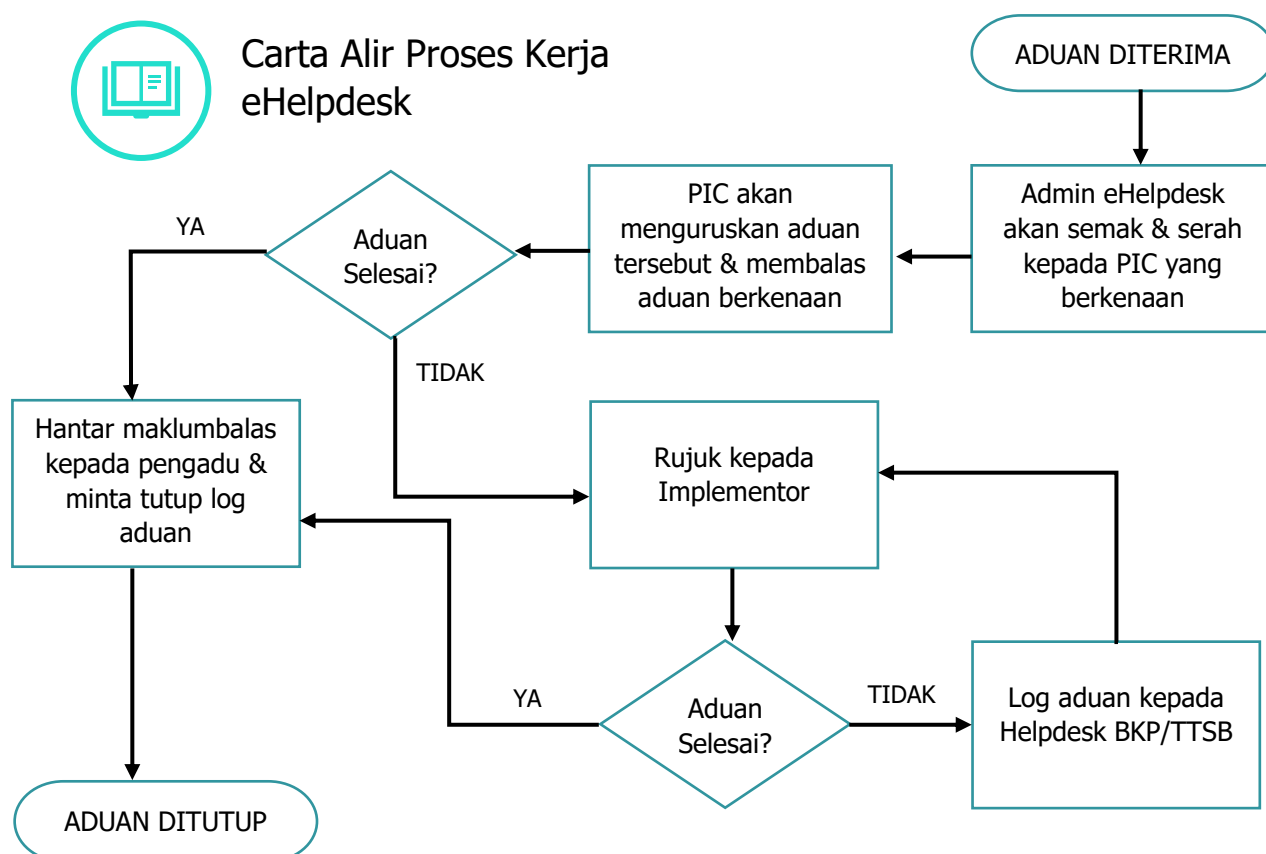 Carta Alir Proses Kerja
eHelpdesk
ADUAN DITERIMA
Admin eHelpdesk
akan semak & serah
kepada PIC yang
berkenaan
PIC akan
menguruskan aduan
tersebut & membalas
aduan berkenaan
Aduan
Selesai?
YA
TIDAK
Hantar maklumbalas
kepada pengadu &
minta tutup log
aduan
Rujuk kepada
Implementor
Aduan
Selesai?
YA
TIDAK
Log aduan kepada
Helpdesk BKP/TTSB
ADUAN DITUTUP